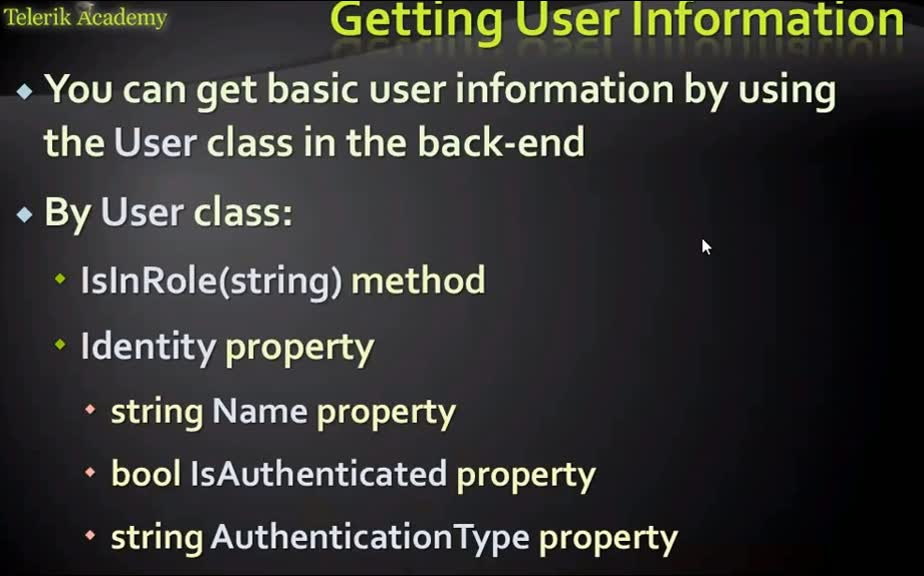 Telerik Academy
Getting User Information
You can get basic user information by using
the User class in the back-end
By User class:
IsInRole(string) method
Identity property
string Name property
bool IsAuthenticated property
string AuthenticationType property